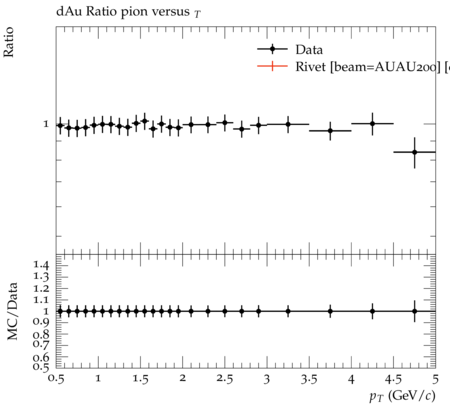 dAu Ratio pion versus T
Ratio
Data
Rivet [beam=AUAU200] [
1
MC/Data
1.4
1.3
1.2
1.1
1
0.9
0.8
0.7
0.6
0.5
0.5 1 1.5 2 2.5 3 3.5 4 4.5 5
pT (GeV/c)